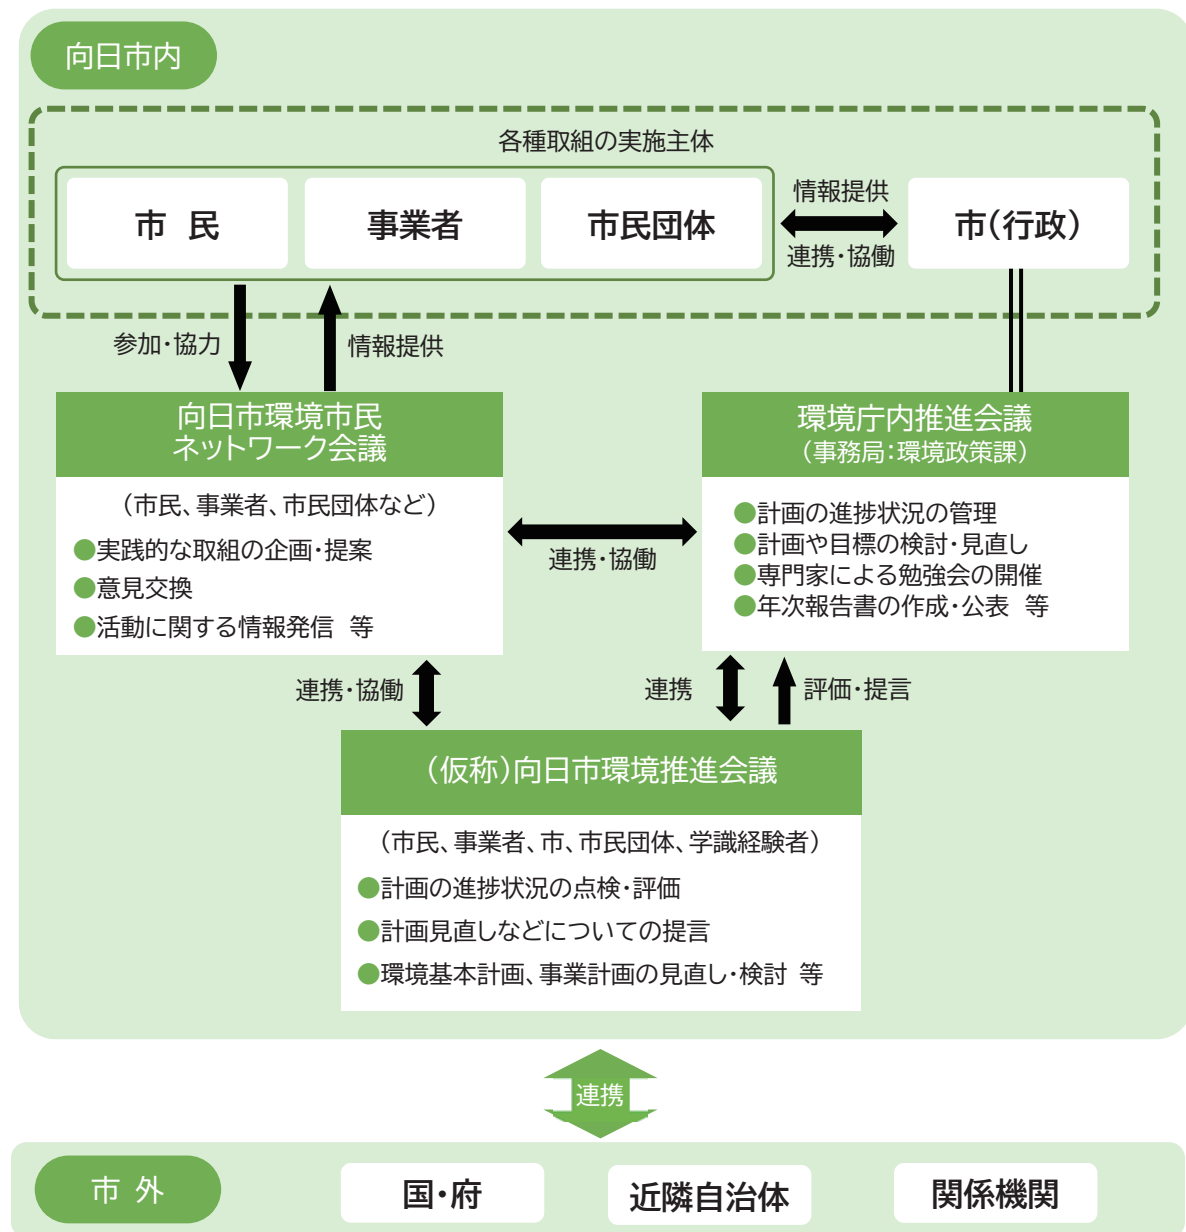 向日市内
各種取組の実施主体
市 民
事業者
市民団体
情報提供
連携・協働
市(行政)
参加・協力
情報提供
向日市環境市民
ネットワーク会議
(市民、事業者、市民団体など)
●実践的な取組の企画・提案
●意見交換
●活動に関する情報発信 等
連携・協働
環境庁内推進会議
(事務局:環境政策課)
●計画の進捗状況の管理
●計画や目標の検討・見直し
●専門家による勉強会の開催
●年次報告書の作成・公表 等
連携・協働
連携
評価・提言
(仮称)向日市環境推進会議
(市民、事業者、市、市民団体、学識経験者)
●計画の進捗状況の点検・評価
●計画見直しなどについての提言
●環境基本計画、事業計画の見直し・検討 等
連携
市 外
国・府
近隣自治体
関係機関